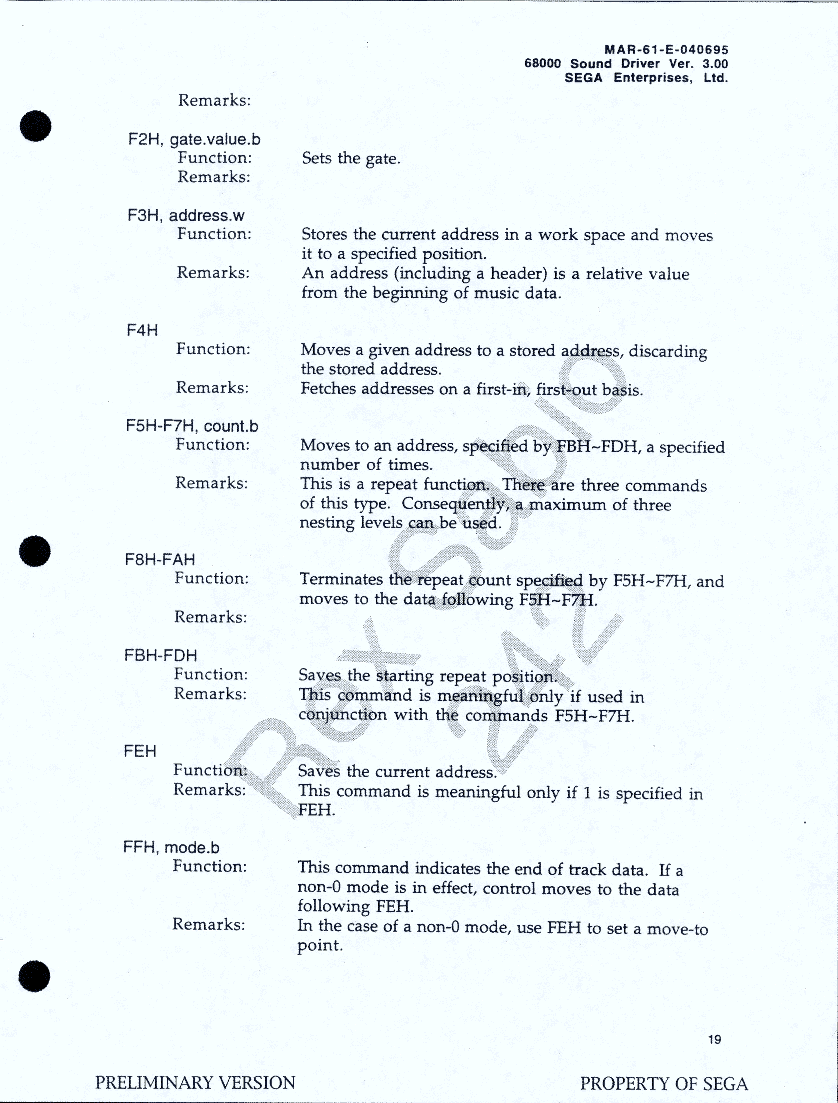 MAR-61-E-040695
68000 Sound Driver Ver. 3.00
SEGA Enterprises, Ltd.
Remarks:
F2H, gate.value.b
Function: Sets the gate.
Remarks:
F3H, address.w
Function: Stores the current address in a work space and moves
it to a specified position.
Remarks: An address (including a header) is a relative value
from the beginning of music data.
F4H
Function: Moves a given address to a stored address, discarding
the stored address.
Remarks: Fetches addresses on a first-in, first-out basis.
F5H-F7H, count.b
Function: Moves to an address, specified by FBH~FDH, a specified
number of times.
Remarks: This is a repeat function. There are three commands
of this type. Consequently, a maximum of three
nesting levels can be used.
F8H-FAH
Function: Terminates the repeat count specified by F5H~F7H, and
moves to the data following F5H~F7H.
Remarks:
FBH-FDH
Function: Saves the starting repeat position.
Remarks: This command is meaningful only if used in
conjunction with the commands F5H~F7H.
FEH
Function: Saves the current address.
Remarks: This command is meaningful only if 1 is specified in
FEH.
FFH, mode.b
Function: This command indicates the end of track data. If a
non-0 mode is in effect, control moves to the data
following FEH.
Remarks: In the case of a non-0 mode, use FEH to set a move-to
point.
Rex Sabio
242
19
PRELIMINARY VERSION PROPERTY OF SEGA